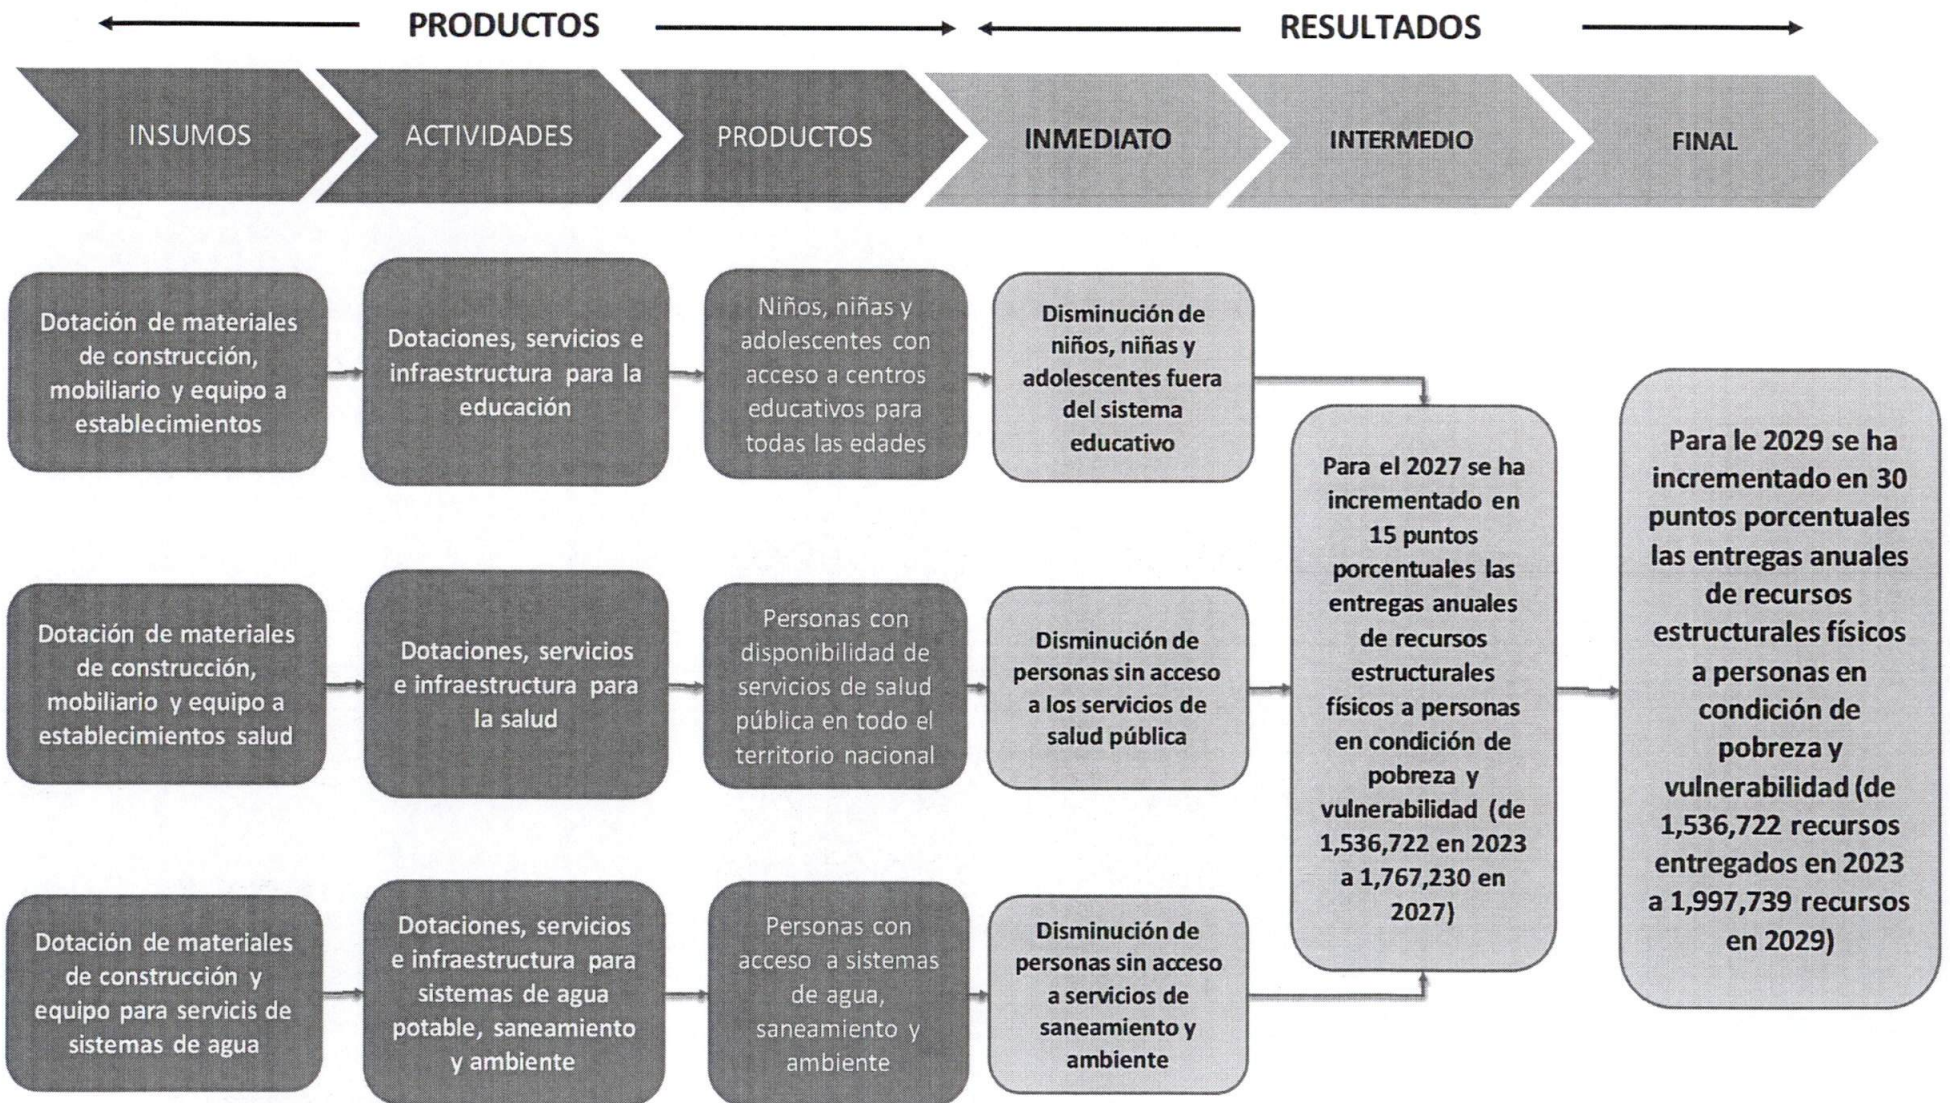 PRODUCTOS
RESULTADOS
INSUMOS
ACTIVIDADES
PRODUCTOS
INMEDIATO
INTERMEDIO
FINAL
Dotación de materiales
de construcción,
mobiliario y equipo a
establecimientos
Dotaciones, servicios e
infraestructura para la
educación
Niños, niñas y
adolescentes con
acceso a centros
educativos para
todas las edades
Disminución de
niños, niñas y
adolescentes fuera
del sistema
educativo
Dotación de materiales
de construcción,
mobiliario y equipo a
establecimientos salud
Dotaciones, servicios
e infraestructura para
la salud
Personas con
disponibilidad de
servicios de salud
pública en todo el
territorio nacional
Disminución de
personas sin acceso
a los servicios de
salud pública
Dotación de materiales
de construcción y
equipo para servicis de
sistemas de agua
Dotaciones, servicios
e infraestructura para
sistemas de agua
potable, saneamiento
y ambiente
Personas con
acceso a sistemas
de agua,
saneamiento y
ambiente
Disminución de
personas sin acceso
a servicios de
saneamiento y
ambiente
Para el 2027 se ha
incrementado en
15 puntos
porcentuales las
entregas anuales
de recursos
estructurales
físicos a personas
en condición de
pobreza y
vulnerabilidad (de
1,536,722 en 2023
a 1,767,230 en
2027)
Para le 2029 se ha
incrementado en 30
puntos porcentuales
las entregas anuales
de recursos
estructurales físicos
a personas en
condición de
pobreza y
vulnerabilidad (de
1,536,722 recursos
entregados en 2023
a 1,997,739 recursos
en 2029)